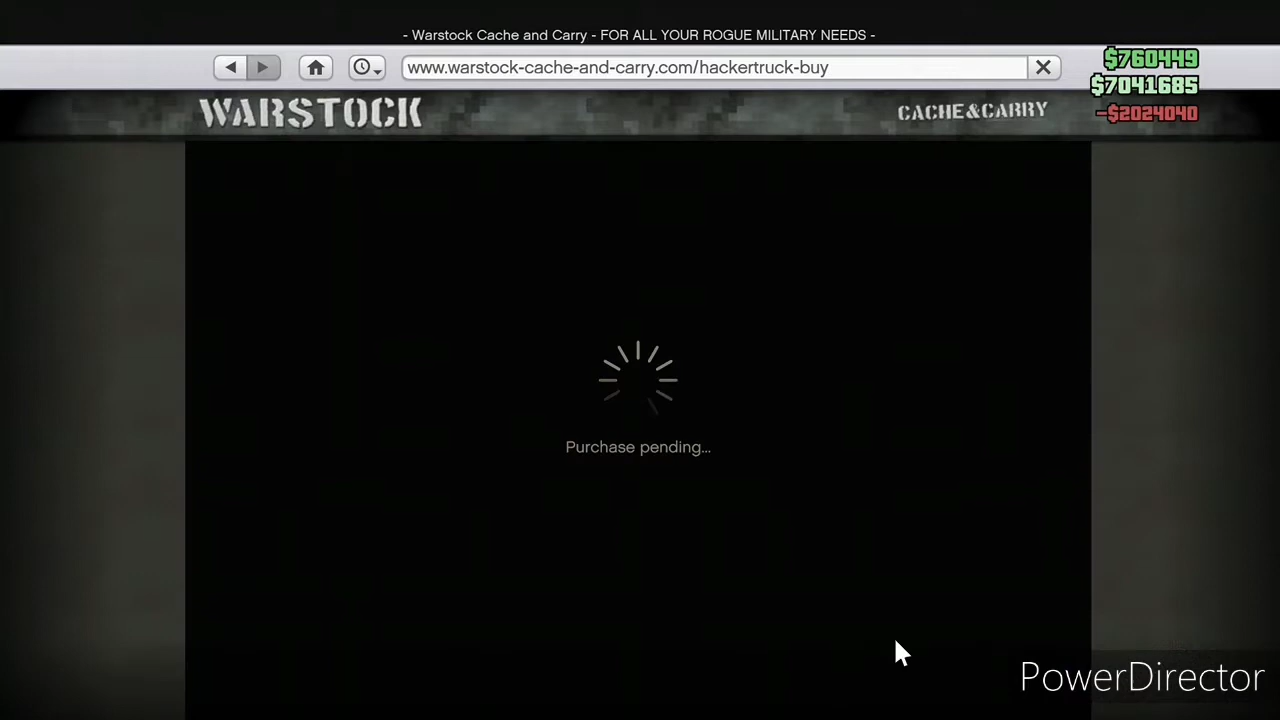 - Warstock Cache and Carry - FOR ALL YOUR ROGUE MILITARY NEEDS -
www.warstock-cache-and-carry.com/hackertruck-buy
$760449
$7041685
-$2024040
WARSTOCK
CACHE&CARRY
Purchase pending...
PowerDirector